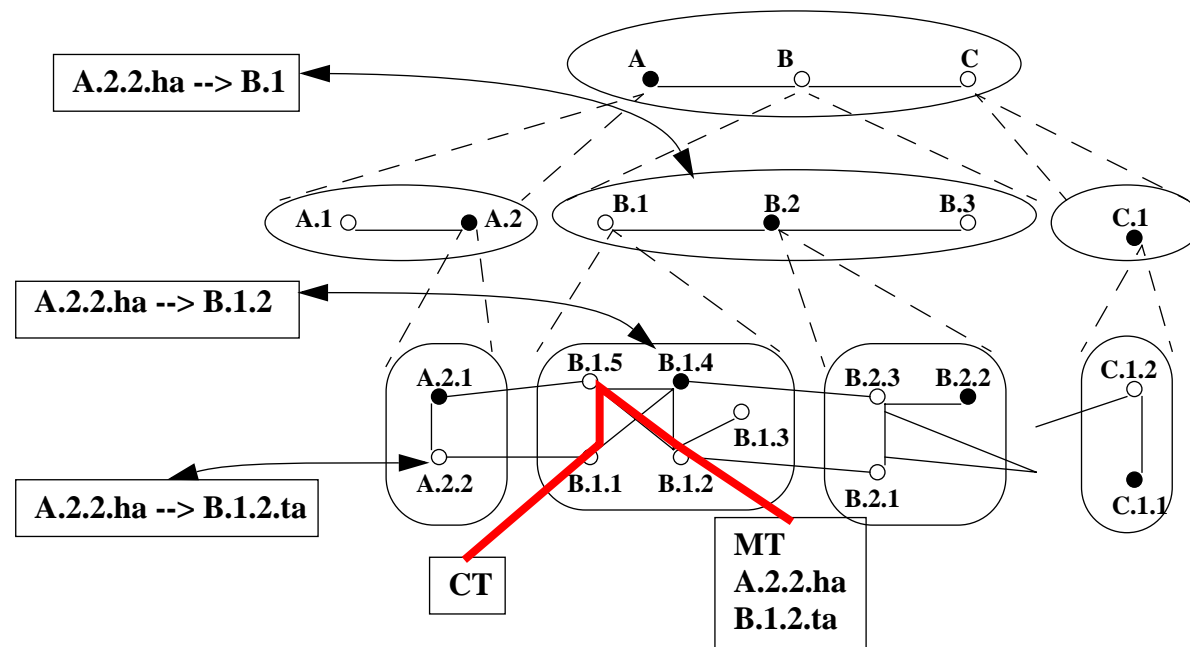 A B C
A.2.2.ha --> B.1
A.1 A.2 B.1 B.2 B.3 C.1
A.2.2.ha --> B.1.2
A.2.1 B.1.5 B.1.4 B.2.3 B.2.2 C.1.2
B.1.3
A.2.2 B.1.1 B.1.2 B.2.1 C.1.1
A.2.2.ha --> B.1.2.ta
CT
MT
A.2.2.ha
B.1.2.ta